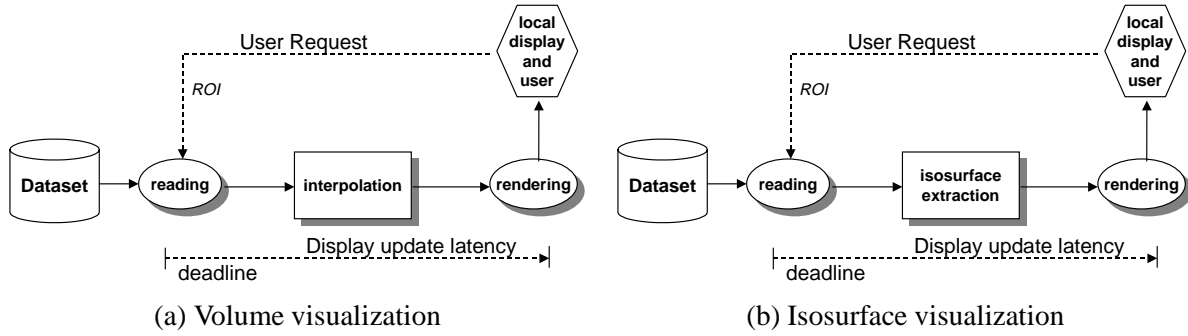 User Request
local
display
and
user
ROI
Dataset
reading
interpolation
rendering
Display update latency
deadline
(a) Volume visualization
User Request
local
display
and
user
ROI
Dataset
reading
isosurface
extraction
rendering
Display update latency
deadline
(b) Isosurface visualization